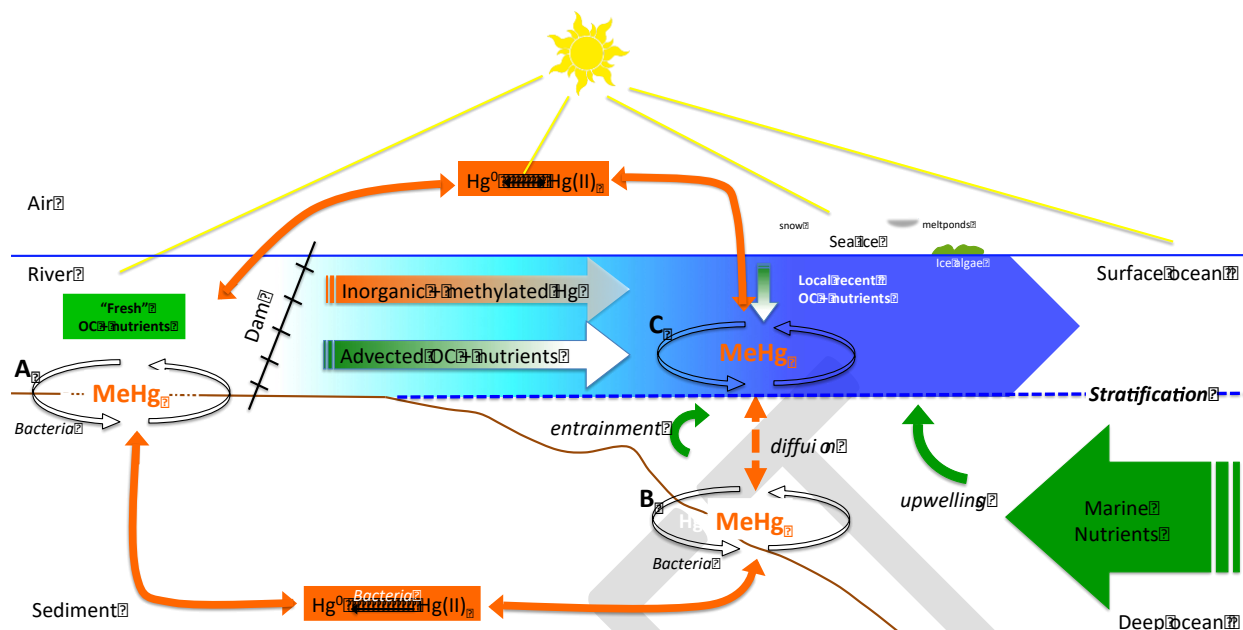 Hg⁰ Hg(II)
Air
snow
meltponds
Sea ice
Ice algae
River
Surface ocean
"Fresh"
OC + nutrients
Dam
Inorganic + methylated Hg
Local recent
OC + nutrients
A
MeHg
Bacteria
Advected OC + nutrients
C
MeHg
Stratification
entrainment
diffuion
upwelling
Marine
Nutrients
B
Hg
MeHg
Bacteria
Bacteria
Hg⁰ Hg(II)
Sediment
Deep ocean